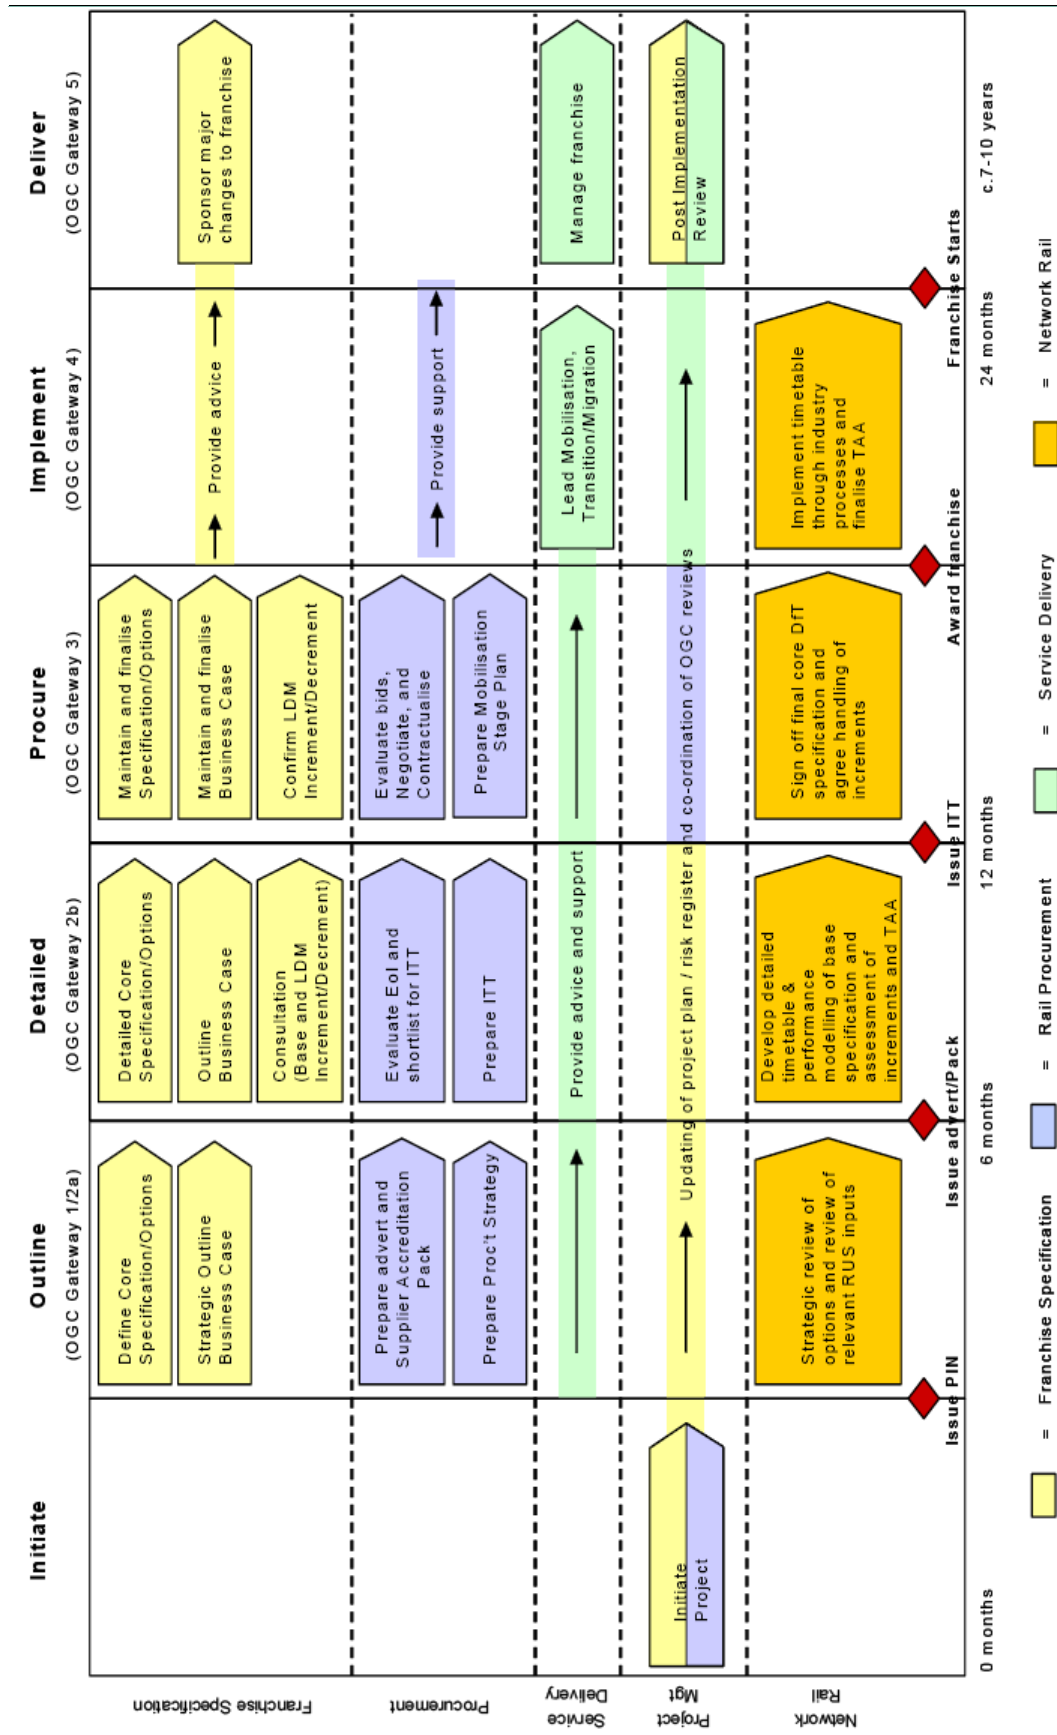 Initiate
Outline
(OGC Gateway 1/2a)
Detailed
(OGC Gateway 2b)
Procure
(OGC Gateway 3)
Implement
(OGC Gateway 4)
Deliver
(OGC Gateway 5)
Franchise Specification
Define Core
Specification/Options
Strategic Outline
Business Case
Detailed Core
Specification/Options
Outline
Business Case
Consultation
(Base and LDM
Increment/Decrement)
Maintain and finalise
Specification/Options
Maintain and finalise
Business Case
Confirm LDM
Increment/Decrement
Provide advice
Sponsor major
changes to franchise
Procurement
Prepare advert and
Supplier Accreditation
Pack
Prepare Proc't Strategy
Evaluate EoI and
shortlist for ITT
Prepare ITT
Evaluate bids,
Negotiate, and
Contractualise
Prepare Mobilisation
Stage Plan
Provide support
Service
Delivery
Provide advice and support
Lead Mobilisation,
Transition/Migration
Manage franchise
Project
Mgt
Initiate
Project
Updating of project plan / risk register and co-ordination of OGC reviews
Post Implementation
Review
Network
Rail
Strategic review of
options and review of
relevant RUS inputs
Develop detailed
timetable &
performance
modelling of base
specification and
assessment of
increments and TAA
Sign off final core DfT
specification and
agree handling of
increments
Implement timetable
through industry
processes and
finalise TAA
Issue PIN
Issue advert/Pack
Issue ITT
Award franchise
Franchise Starts
0 months
6 months
12 months
24 months
c.7-10 years
= Franchise Specification
= Rail Procurement
= Service Delivery
= Network Rail